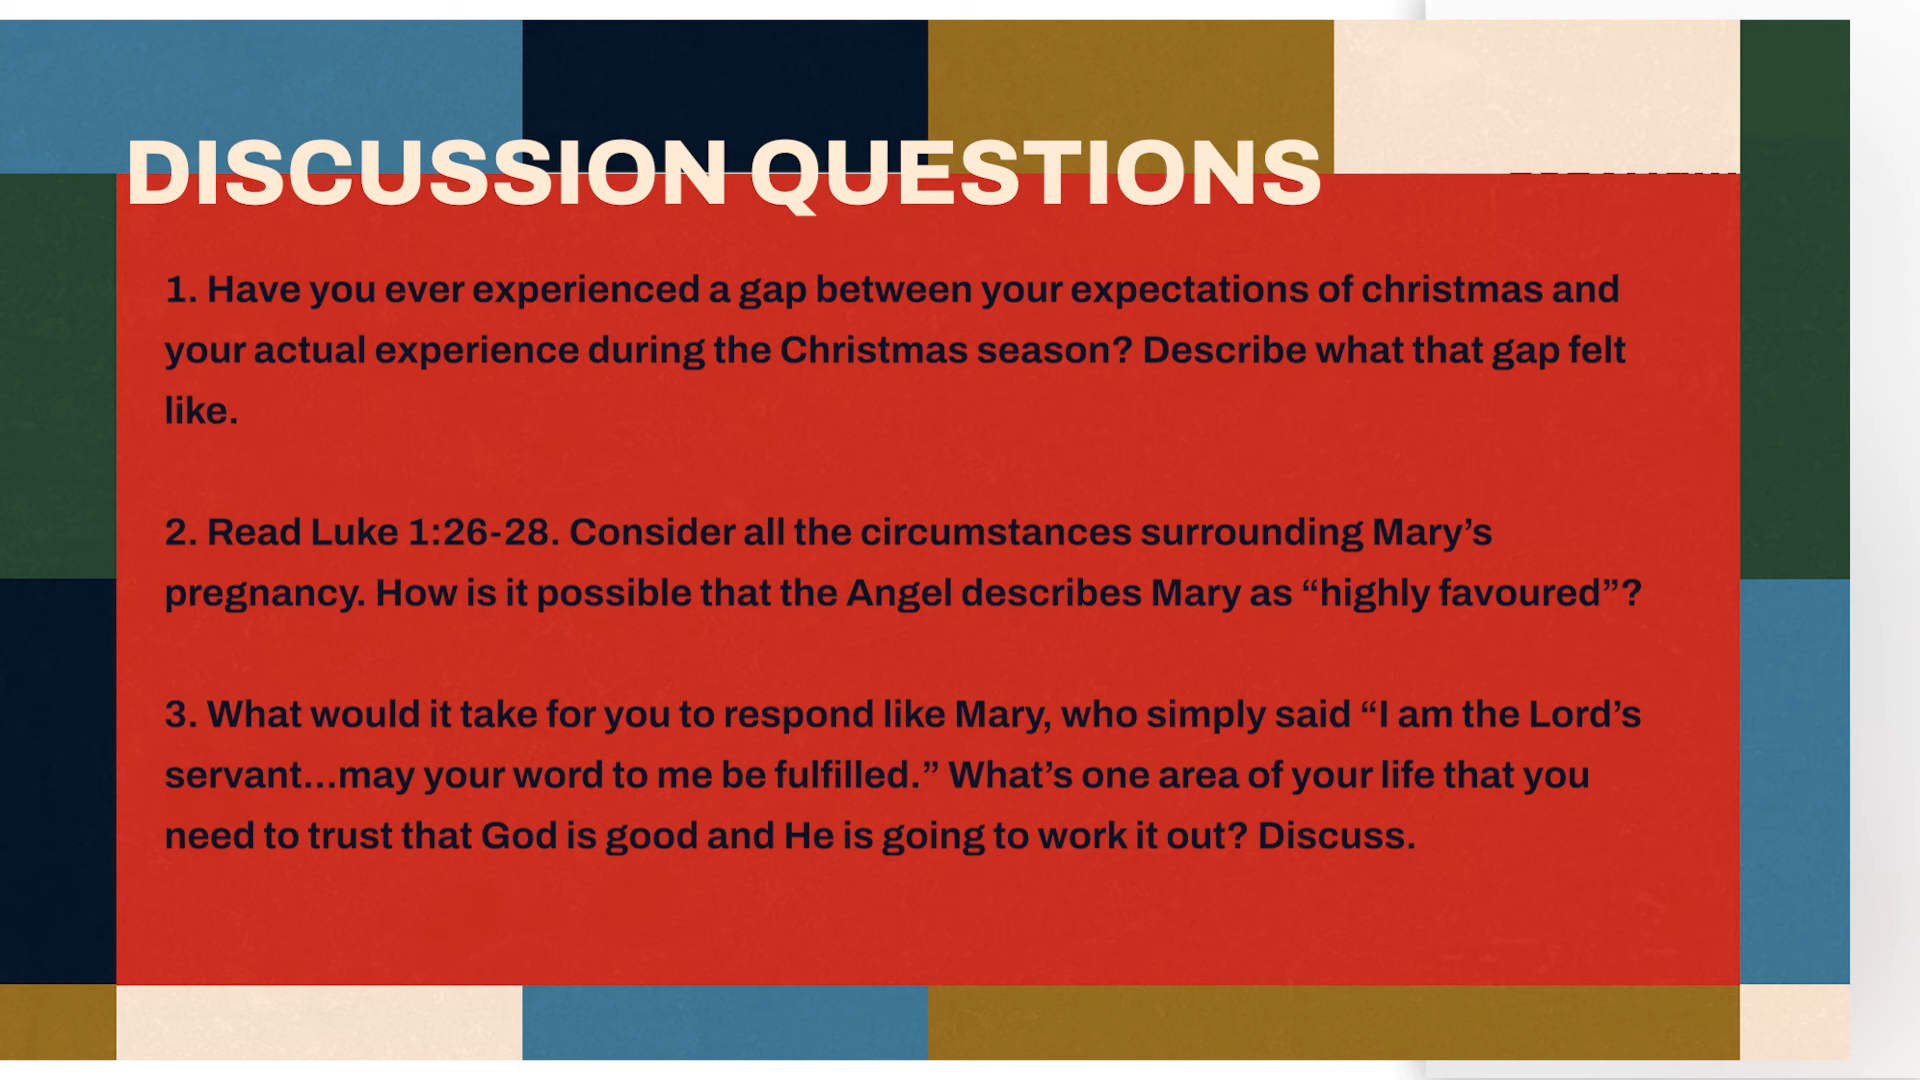 DISCUSSION QUESTIONS
1. Have you ever experienced a gap between your expectations of christmas and
your actual experience during the Christmas season? Describe what that gap felt
like.
2. Read Luke 1:26-28. Consider all the circumstances surrounding Mary’s
pregnancy. How is it possible that the Angel describes Mary as “highly favoured”?
3. What would it take for you to respond like Mary, who simply said “I am the Lord’s
servant...may your word to me be fulfilled.” What’s one area of your life that you
need to trust that God is good and He is going to work it out? Discuss.